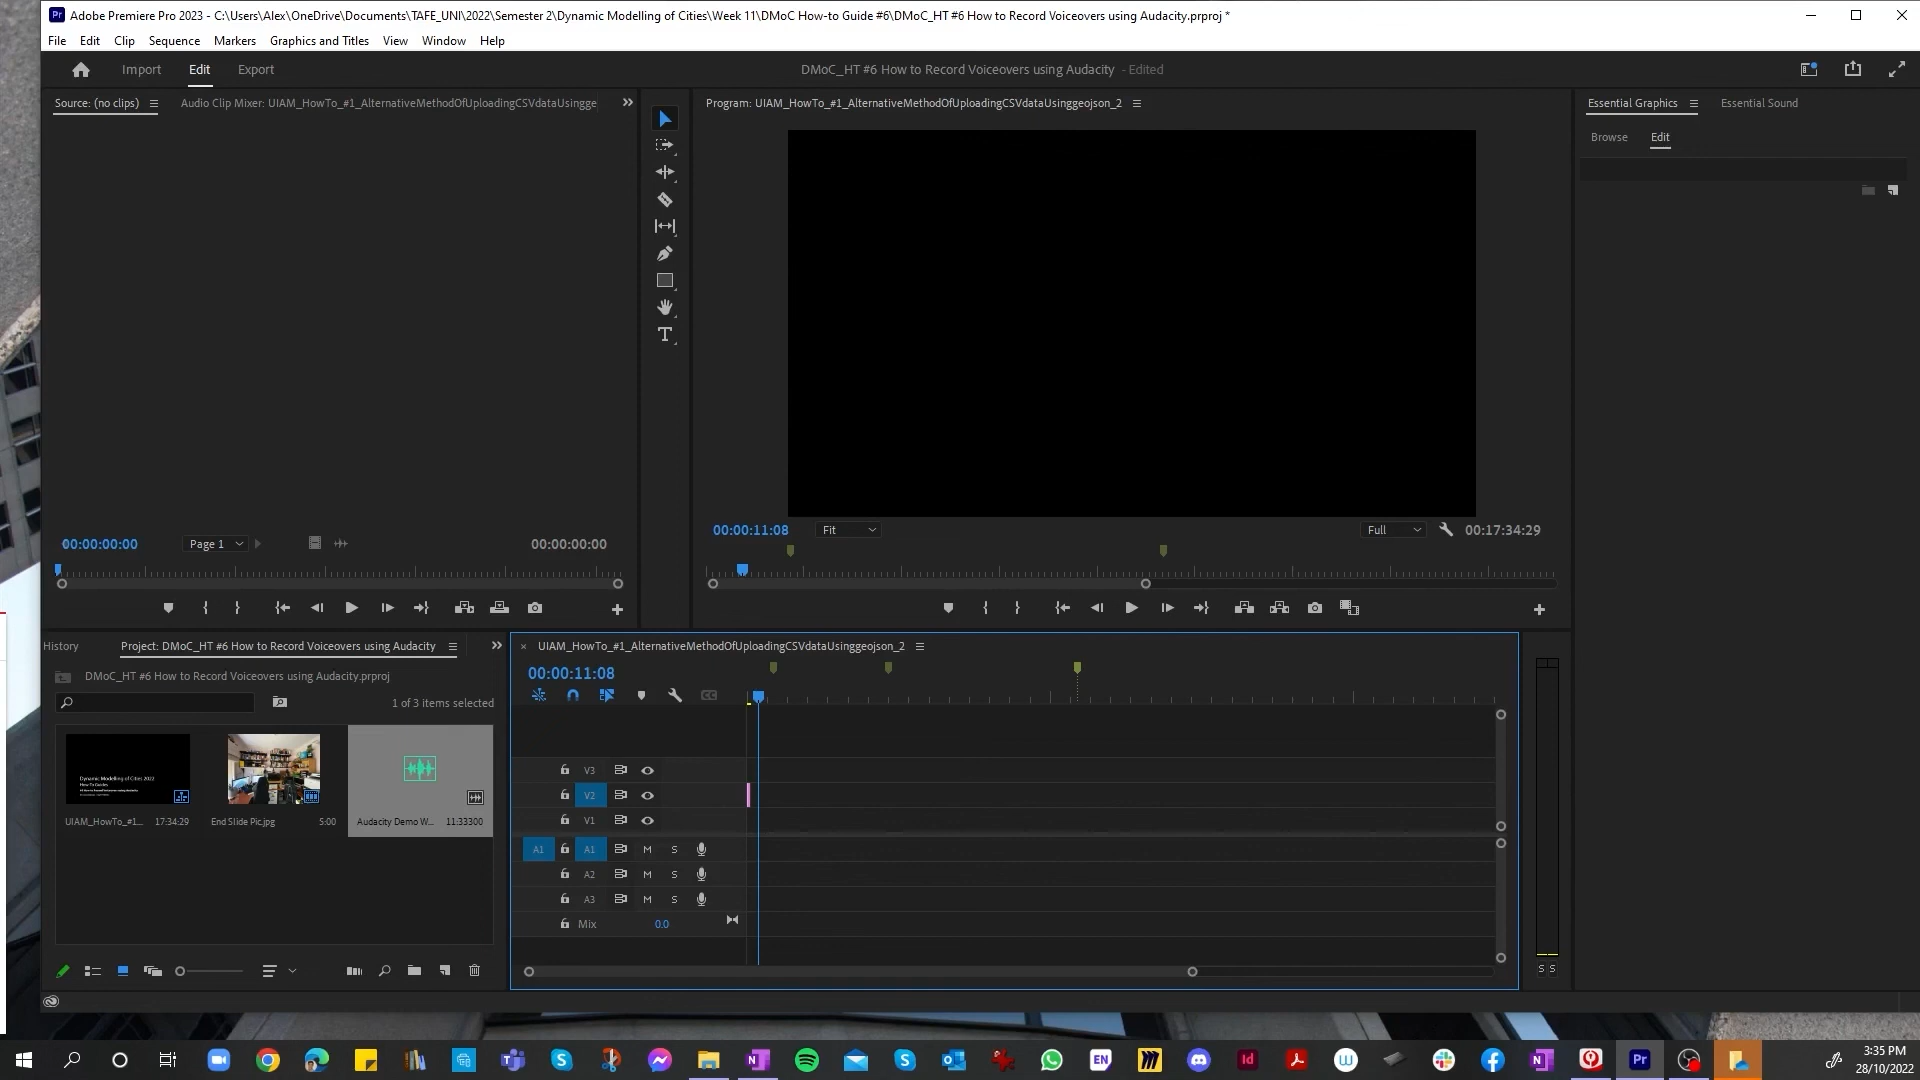 Adobe Premiere Pro 2023 - C:\Users\Alex\OneDrive\Documents\TAFE_UNI\2022\Semester 2\Dynamic Modelling of Cities\Week 11\DMoC How-to Guide #6\DMoC_HT #6 How to Record Voiceovers using Audacity.prproj *
File Edit Clip Sequence Markers Graphics and Titles View Window Help
Import Edit Export
DMoC_HT #6 How to Record Voiceovers using Audacity - Edited
Source: (no clips)
Audio Clip Mixer: UIAM_HowTo_#1_AlternativeMethodOfUploadingCSVdataUsingge
Program: UIAM_HowTo_#1_AlternativeMethodOfUploadingCSVdataUsinggeojson_2
Essential Graphics Essential Sound
Browse Edit
00:00:00:00 Page 1 00:00:00:00
00:00:11:08 Fit Full 00:17:34:29
History Project: DMoC_HT #6 How to Record Voiceovers using Audacity
DMoC_HT #6 How to Record Voiceovers using Audacity.prproj
1 of 3 items selected
Dynamic Modelling of Cities 2022
How-To Guides
UIAM_HowTo_#1... 17:34:29
End Slide Pic.jpg 5:00
Audacity Demo W... 11:33300
UIAM_HowTo_#1_AlternativeMethodOfUploadingCSVdataUsinggeojson_2
00:00:11:08
CC
V3
V2
V1
A1 A1 M S
A2 M S
A3 M S
Mix 0.0
S S
EN
Id
Pr
3:35 PM
28/10/2022